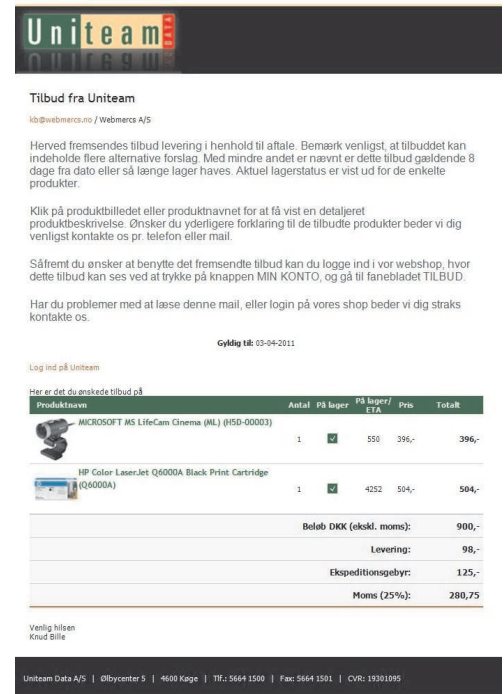 Uniteam DATA
Tilbud fra Uniteam
kb@webmercs.no / Webmercs A/S
Herved fremsendes tilbud levering i henhold til aftale. Bemærk venligst, at tilbuddet kan
indeholde flere alternative forslag. Med mindre andet er nævnt er dette tilbud gældende 8
dage fra dato eller så længe lager haves. Aktuel lagerstatus er vist ud for de enkelte
produkter.
Klik på produktbilledet eller produktnavnet for at få vist en detaljeret
produktbeskrivelse. Ønsker du yderligere forklaring til de tilbudte produkter beder vi dig
venligst kontakte os pr. telefon eller mail.
Såfremt du ønsker at benytte det fremsendte tilbud kan du logge ind i vor webshop, hvor
dette tilbud kan ses ved at trykke på knappen MIN KONTO, og gå til fanebladet TILBUD.
Har du problemer med at læse denne mail, eller login på vores shop beder vi dig straks
kontakte os.
Gyldig til: 03-04-2011
Log ind på Uniteam
Her er det du ønskede tilbud på
Produktnavn Antal På lager På lager/ ETA Pris Totalt
MICROSOFT MS LifeCam Cinema (ML) (H5D-00003)
1 550 396,- 396,-
HP Color LaserJet Q6000A Black Print Cartridge
(Q6000A)
1 4252 504,- 504,-
Beløb DKK (ekskl. moms): 900,-
Levering: 98,-
Ekspeditionsgebyr: 125,-
Moms (25%): 280,75
Venlig hilsen
Knud Bille
Uniteam Data A/S | Ølbycenter 5 | 4600 Køge | Tlf.: 5664 1500 | Fax: 5664 1501 | CVR: 19301095